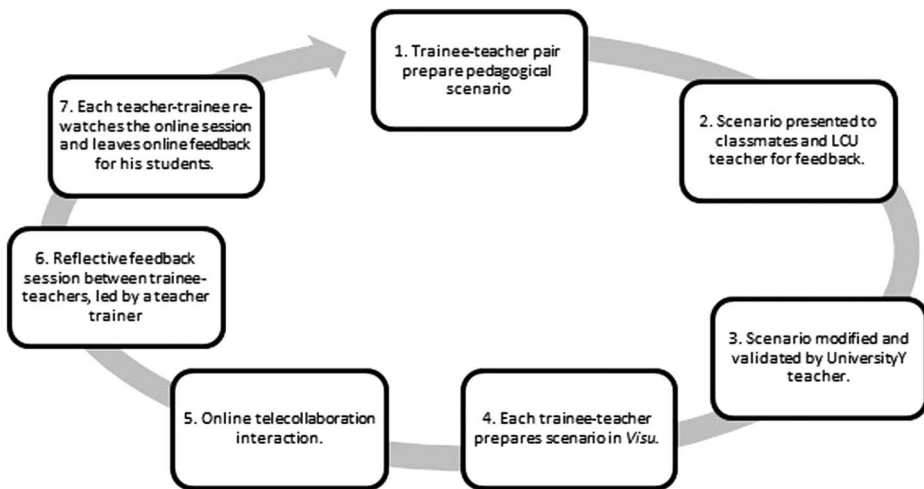 1. Trainee-teacher pair
prepare pedagogical
scenario
2. Scenario presented to
classmates and LCU
teacher for feedback.
3. Scenario modified and
validated by UniversityY
teacher.
4. Each trainee-teacher
prepares scenario in Visu.
5. Online telecollaboration
interaction.
6. Reflective feedback
session between trainee-
teachers, led by a teacher
trainer
7. Each teacher-trainee re-
watches the online session
and leaves online feedback
for his students.